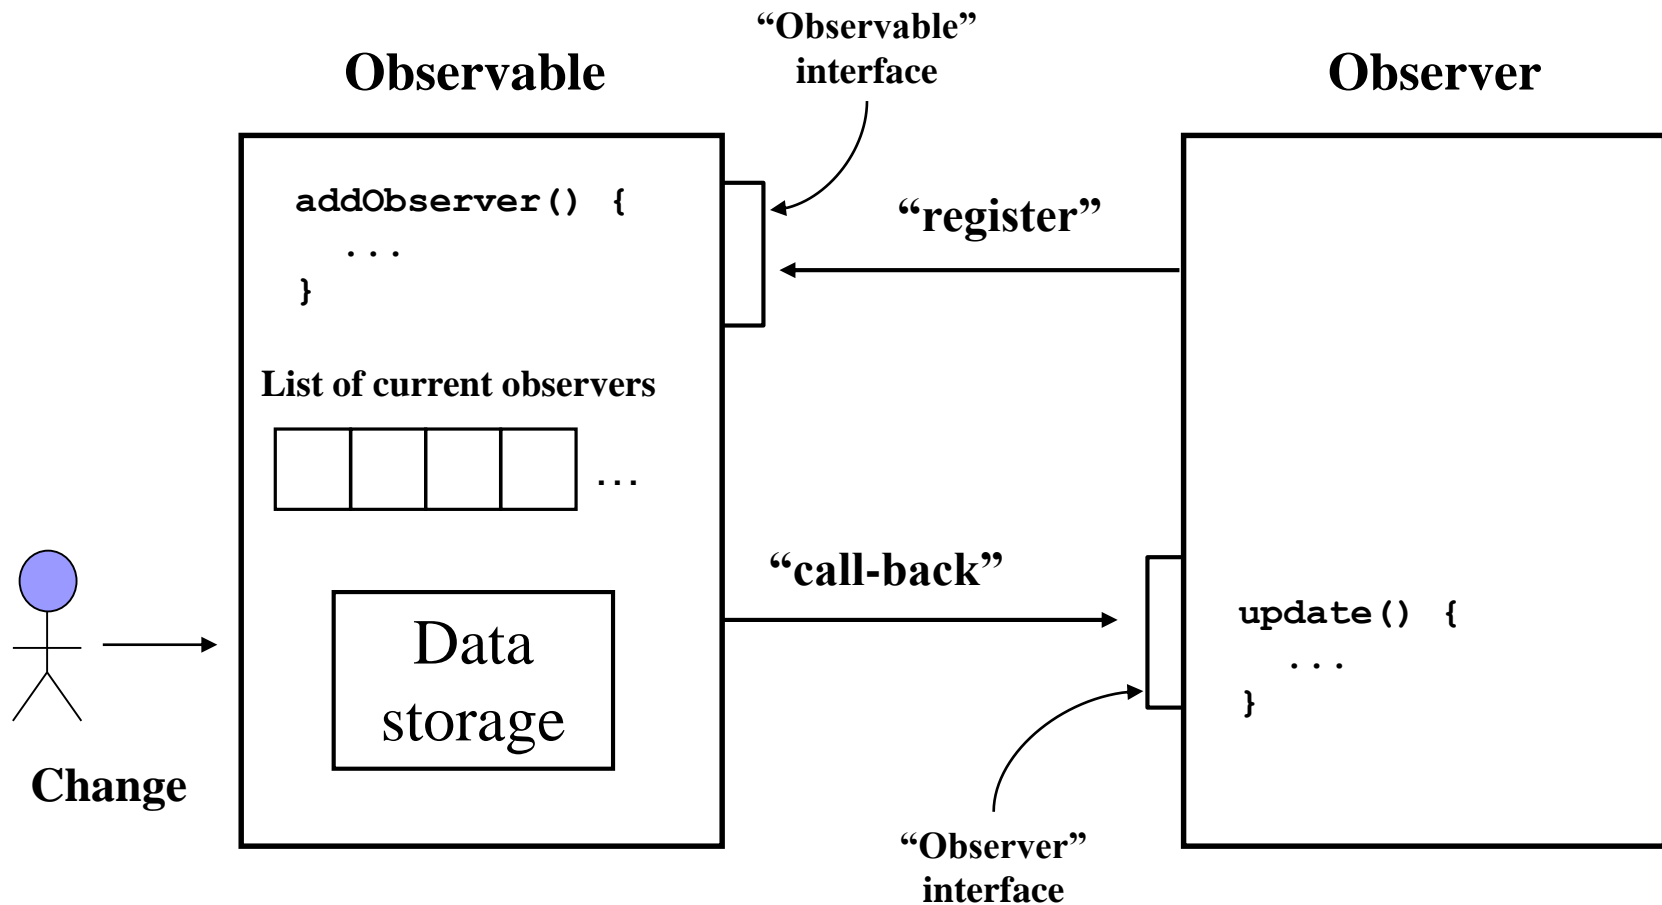 “Observable”
interface
Observable
Observer
addObserver() {
...
}
“register”
List of current observers
...
“call-back”
Data
storage
update() {
...
}
Change
“Observer”
interface